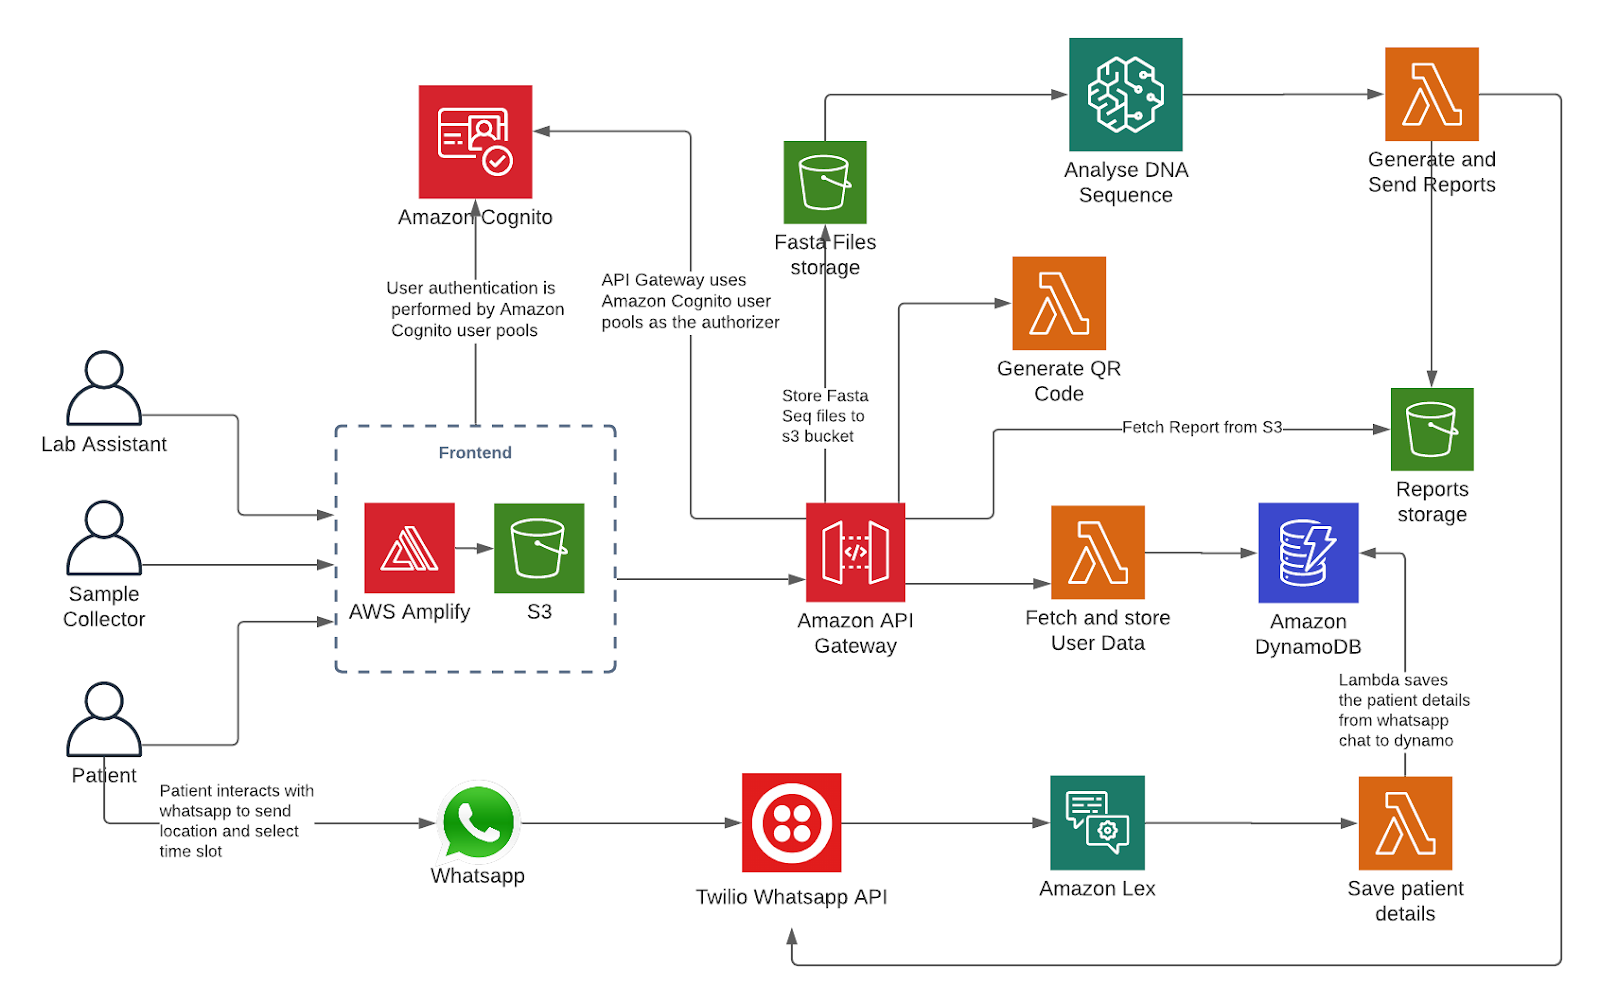 Analyse DNA
Sequence
Generate and
Send Reports
Amazon Cognito
Fasta Files
storage
User authentication is
performed by Amazon
Cognito user pools
API Gateway uses
Amazon Cognito user
pools as the authorizer
Generate QR
Code
Store Fasta
Seq files to
s3 bucket
Fetch Report from S3
Lab Assistant
Frontend
Reports
storage
</>
Sample
Collector
AWS Amplify
S3
Amazon API
Gateway
Fetch and store
User Data
Amazon
DynamoDB
Lambda saves
the patient details
from whatsapp
chat to dynamo
Patient
Patient interacts with
whatsapp to send
location and select
time slot
Whatsapp
Twilio Whatsapp API
Amazon Lex
Save patient
details